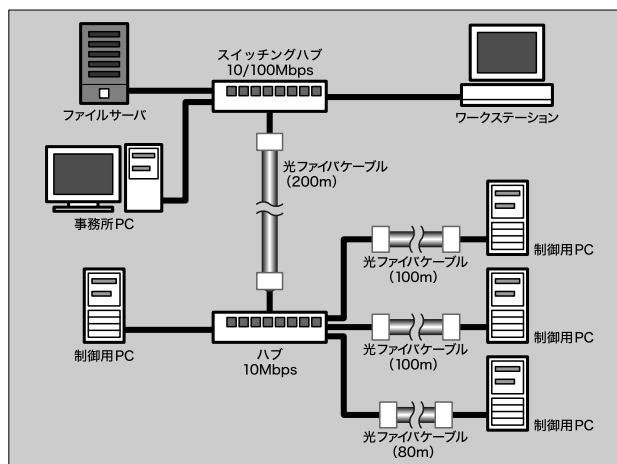 スイッチングハブ
10/100Mbps
ファイルサーバ
ワークステーション
光ファイバケーブル
(200m)
事務所PC
制御用PC
光ファイバケーブル
(100m)
制御用PC
ハブ
10Mbps
光ファイバケーブル
(100m)
制御用PC
制御用PC
光ファイバケーブル
(80m)